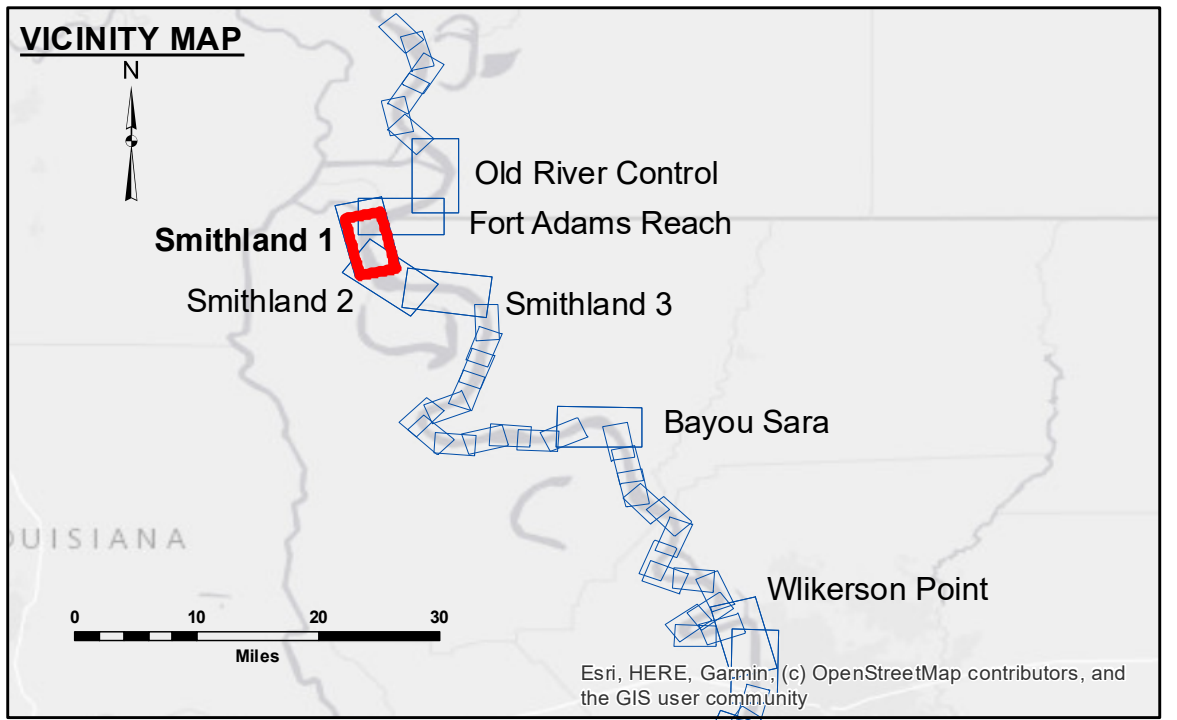 VICINITY MAP
N
Old River Control
Fort Adams Reach
Smithland 1
Smithland 2
Smithland 3
Bayou Sara
OUISIANA
Wlikerson Point
0 10 20 30
Miles
Esri, HERE, Garmin, (c) OpenStreetMap contributors, and
the GIS user community